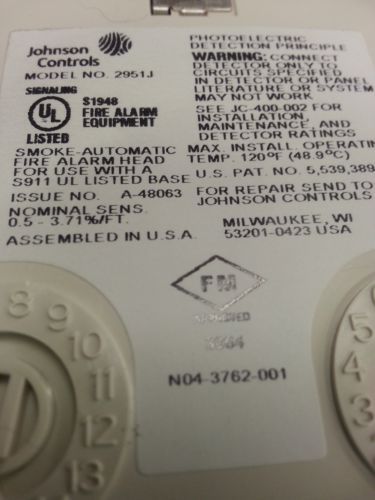 Johnson
Controls
MODEL NO. 2951J
SIGNALING
UL
LISTED
S1948
FIRE ALARM
EQUIPMENT
SMOKE-AUTOMATIC
FIRE ALARM HEAD
FOR USE WITH A
S911 UL LISTED BASE
ISSUE NO. A-48063
NOMINAL SENS.
0.5 - 3.71%/FT.
ASSEMBLED IN U.S.A.
PHOTOELECTRIC
DETECTION PRINCIPLE
WARNING: CONNECT
DETECTOR ONLY TO
CIRCUITS SPECIFIED
IN DETECTOR OR PANEL
LITERATURE OR SYSTEM
MAY NOT WORK
SEE JC-400-002 FOR
INSTALLATION,
MAINTENANCE, AND
DETECTOR RATINGS
MAX. INSTALL. OPERATIN
TEMP. 120°F (48.9°C)
U.S. PAT. NO. 5,539,389
FOR REPAIR SEND TO
JOHNSON CONTROLS
MILWAUKEE, WI
53201-0423 USA
FM
N04-3762-001
8
9
10
11
12
13
5
4
3